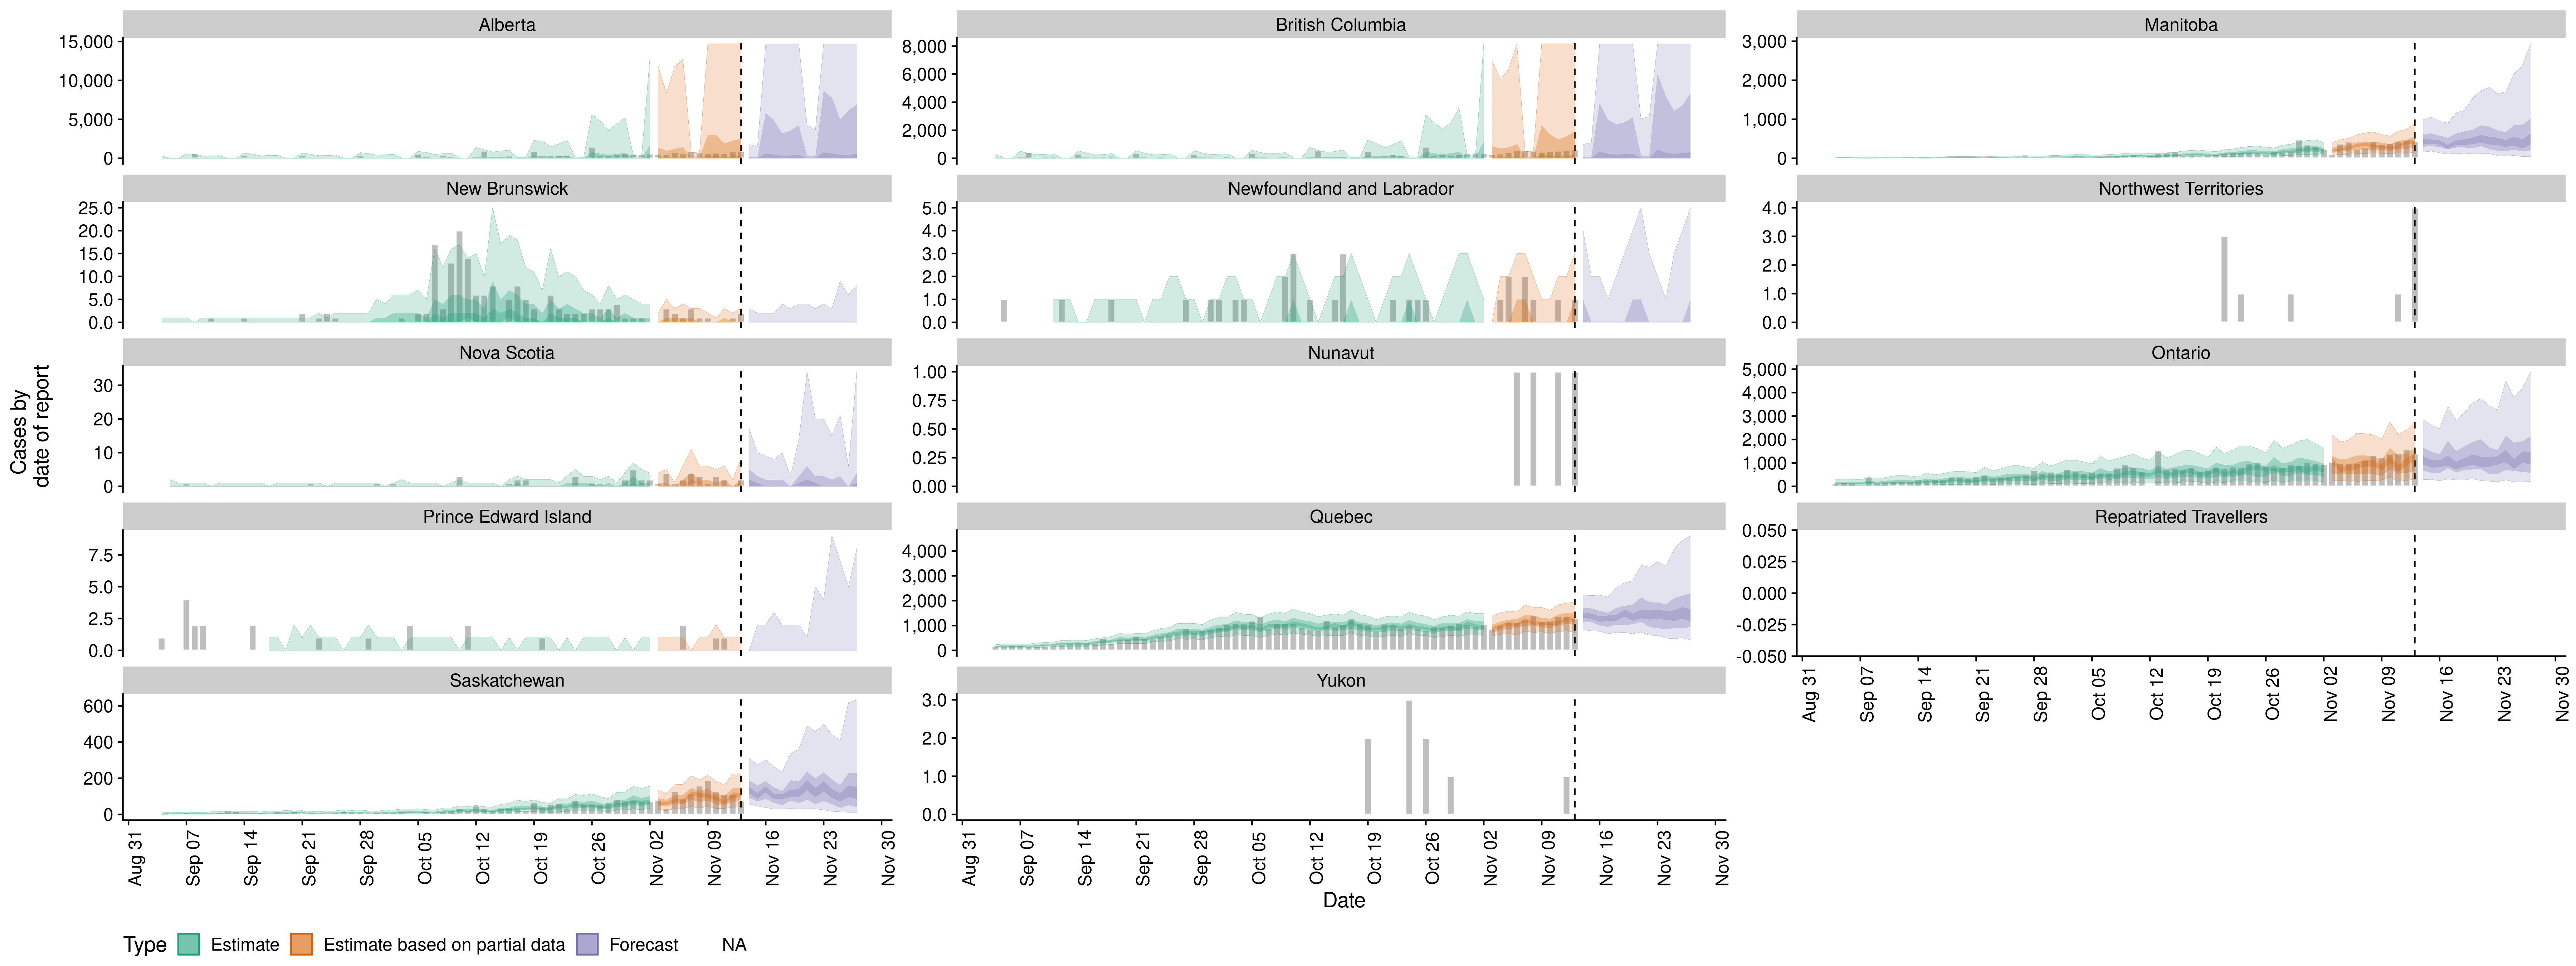 Alberta
British Columbia
Manitoba
15,000
10,000
5,000
0
8,000
6,000
4,000
2,000
0
3,000
2,000
1,000
0
New Brunswick
Newfoundland and Labrador
Northwest Territories
25.0
20.0
15.0
10.0
5.0
0.0
5.0
4.0
3.0
2.0
1.0
0.0
4.0
3.0
2.0
1.0
0.0
Cases by
date of report
Nova Scotia
Nunavut
Ontario
30
20
10
0
1.00
0.75
0.50
0.25
0.00
5,000
4,000
3,000
2,000
1,000
0
Prince Edward Island
Quebec
Repatriated Travellers
7.5
5.0
2.5
0.0
4,000
3,000
2,000
1,000
0
0.050
0.025
0.000
-0.025
-0.050
Aug 31
Sep 07
Sep 14
Sep 21
Sep 28
Oct 05
Oct 12
Oct 19
Oct 26
Nov 02
Nov 09
Nov 16
Nov 23
Nov 30
Saskatchewan
Yukon
600
400
200
0
3.0
2.0
1.0
0.0
Aug 31
Sep 07
Sep 14
Sep 21
Sep 28
Oct 05
Oct 12
Oct 19
Oct 26
Nov 02
Nov 09
Nov 16
Nov 23
Nov 30
Aug 31
Sep 07
Sep 14
Sep 21
Sep 28
Oct 05
Oct 12
Oct 19
Oct 26
Nov 02
Nov 09
Nov 16
Nov 23
Nov 30
Date
Type Estimate Estimate based on partial data Forecast NA